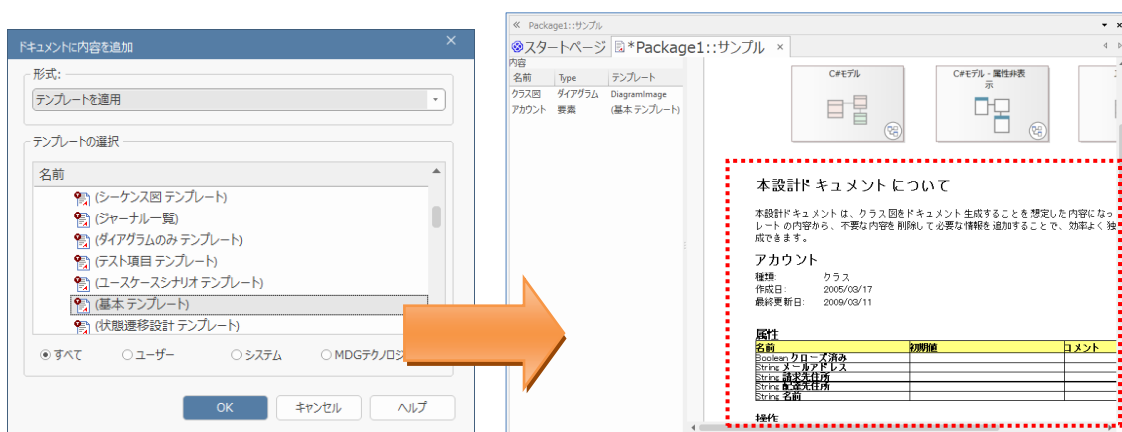 ドキュメントに内容を追加
形式:
テンプレートを適用
テンプレートの選択
名前
(シーケンス図 テンプレート)
(ジャーナル一覧)
(ダイアグラムのみ テンプレート)
(テスト項目 テンプレート)
(ユースケースシナリオ テンプレート)
(基本 テンプレート)
(状態遷移設計 テンプレート)
すべて ユーザー システム MDGテクノロジ
OK キャンセル ヘルプ
Package1::サンプル
スタートページ *Package1::サンプル ×
内容
名前 Type テンプレート
クラス図 ダイアグラム DiagramImage
アカウント 要素 (基本 テンプレート)
C#モデル
C#モデル - 属性非表
示
本設計ドキュメントについて
本設計ドキュメントは、クラス図をドキュメント生成することを想定した内容になっ
レートの内容から、不要な内容を削除して必要な情報を追加することで、効率よく独
成できます。
アカウント
種類: クラス
作成日: 2005/03/17
最終更新日: 2009/03/11
属性
名前 初期値 コメント
Boolean クローズ済み
String メールアドレス
String 請求先住所
String 配達先住所
String 名前
操作